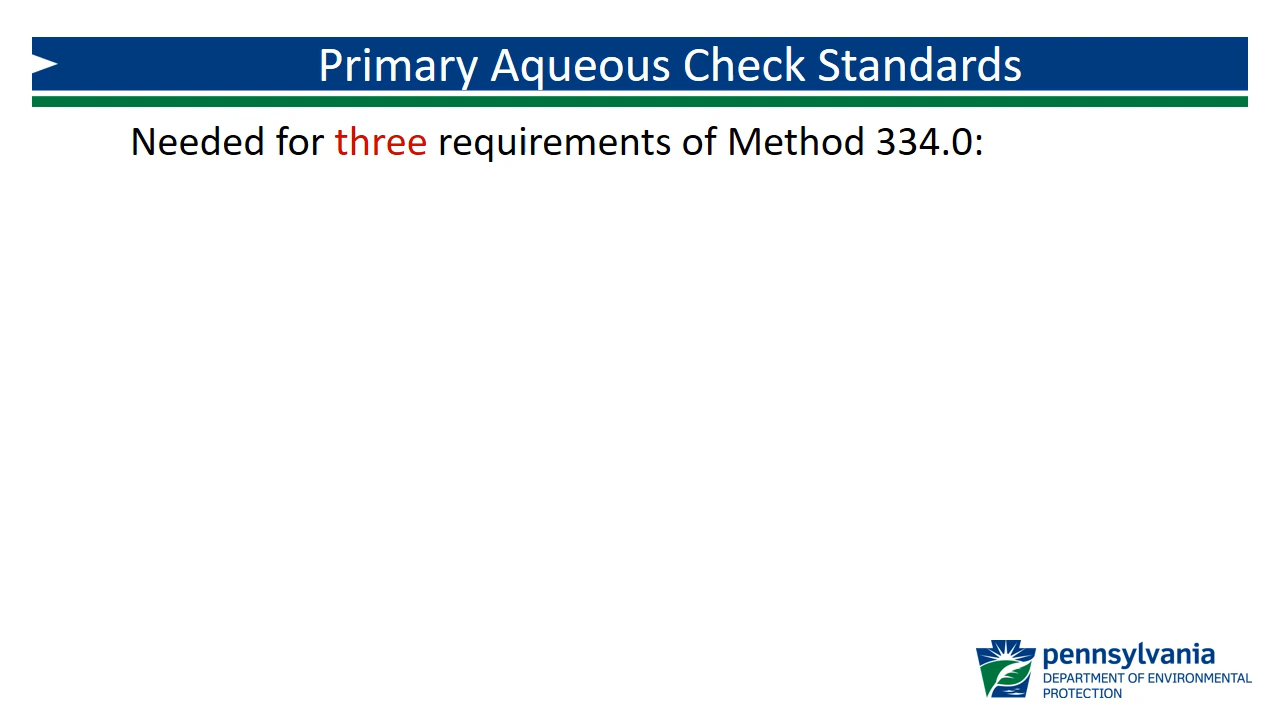 Primary Aqueous Check Standards
Needed for three requirements of Method 334.0:
pennsylvania
DEPARTMENT OF ENVIRONMENTAL
PROTECTION